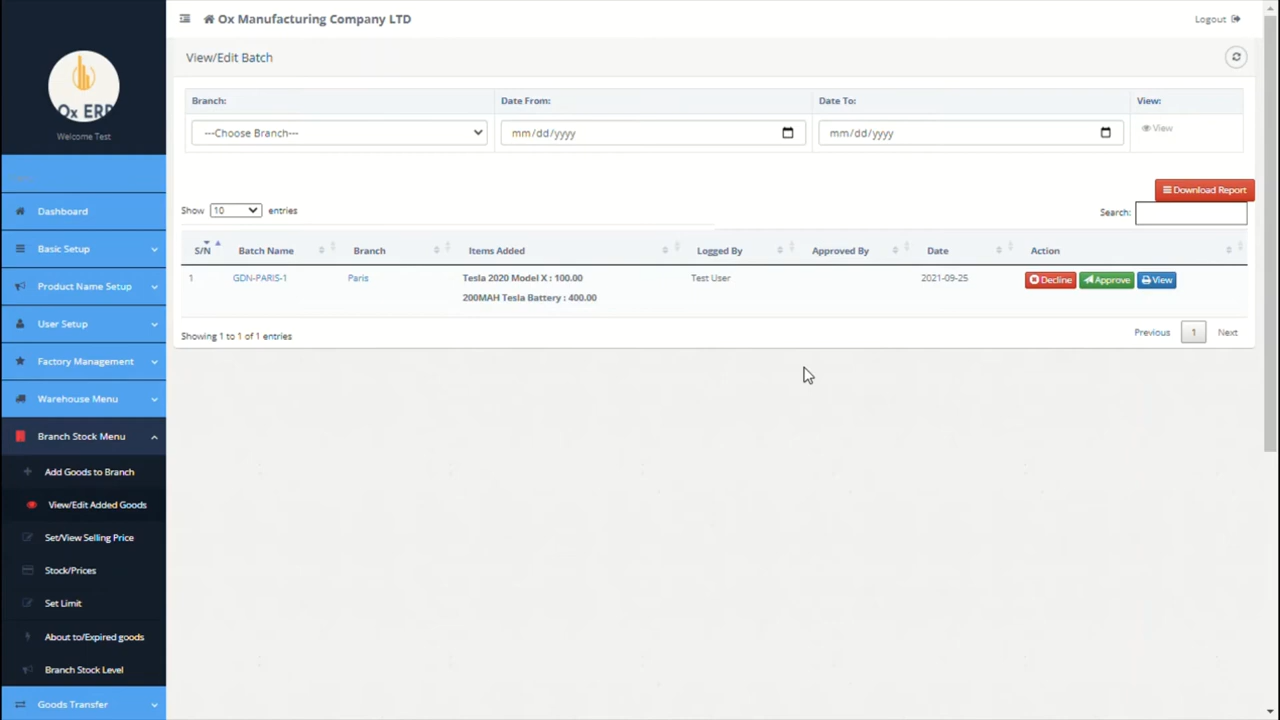 Ox Manufacturing Company LTD
Logout
View/Edit Batch
Ox ERP
Welcome Test
Dashboard
Basic Setup
Product Name Setup
User Setup
Factory Management
Warehouse Menu
Branch Stock Menu
Add Goods to Branch
View/Edit Added Goods
Set/View Selling Price
Stock/Prices
Set Limit
About to/Expired goods
Branch Stock Level
Goods Transfer
Branch: Date From: Date To: View:
---Choose Branch--- mm/dd/yyyy mm/dd/yyyy View
Download Report
Show 10 entries Search:
S/N Batch Name Branch Items Added Logged By Approved By Date Action
1 GDN-PARIS-1 Paris Tesla 2020 Model X : 100.00 Test User 2021-09-25 Decline Approve View
200MAH Tesla Battery : 400.00
Showing 1 to 1 of 1 entries Previous 1 Next